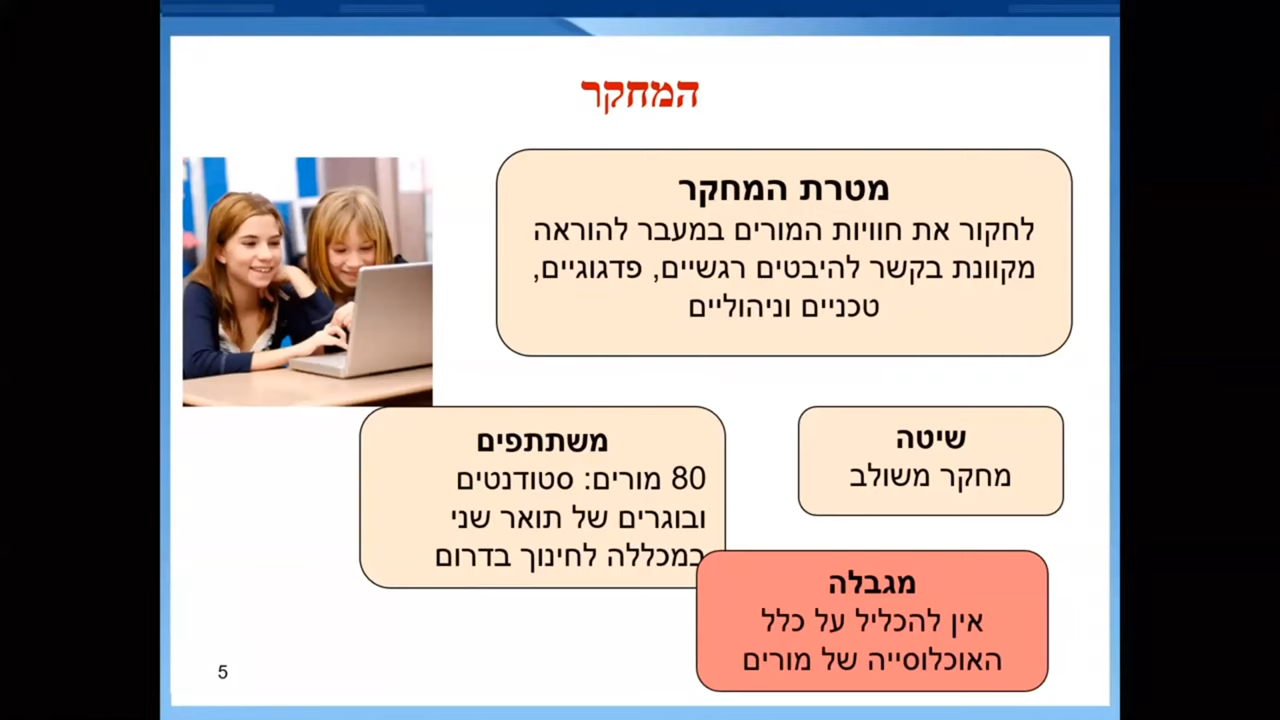 המחקר
מטרת המחקר
לחקור את חוויות המורים במעבר להוראה
מקוונת בקשר להיבטים רגשיים, פדגוגיים,
טכניים וניהוליים
שיטה
מחקר משולב
משתתפים
80 מורים: סטודנטים
ובוגרים של תואר שני
במכללה לחינוך בדרום
מגבלה
אין להכליל על כלל
האוכלוסייה של מורים
5